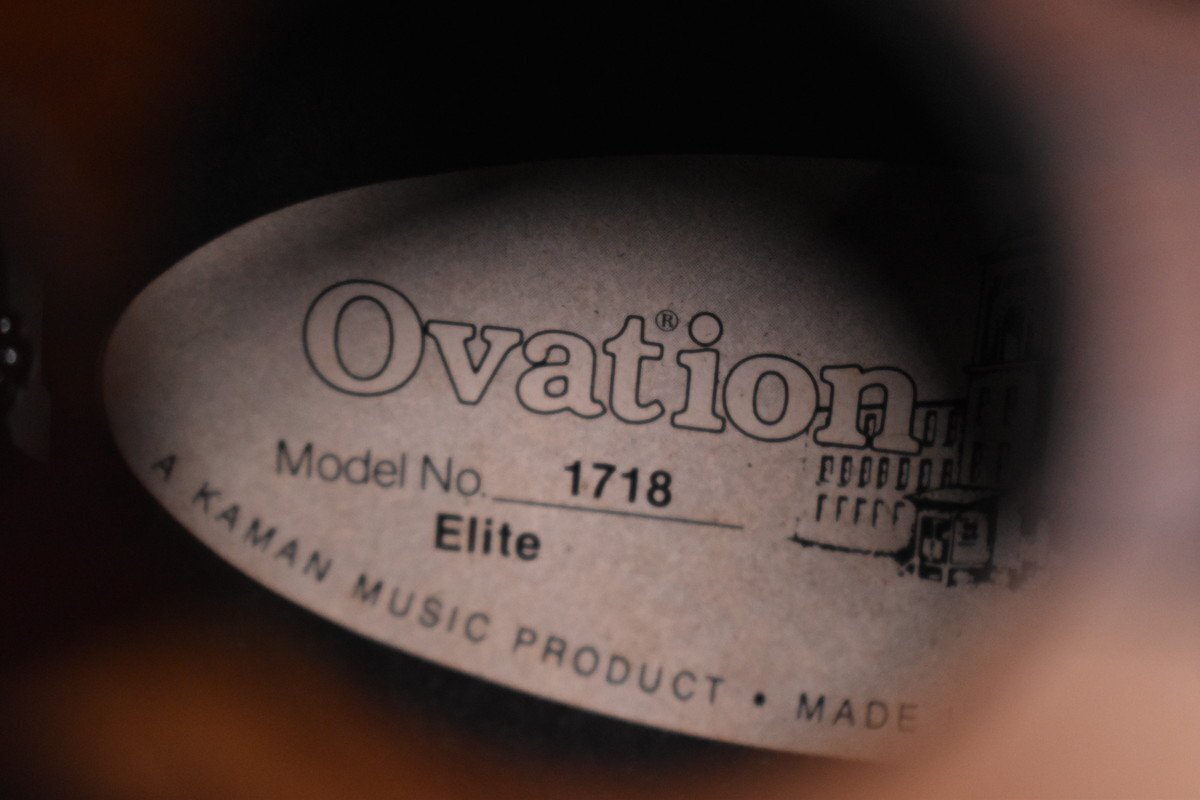 Ovation®
Model No. 1718
Elite
A KAMAN MUSIC PRODUCT • MADE